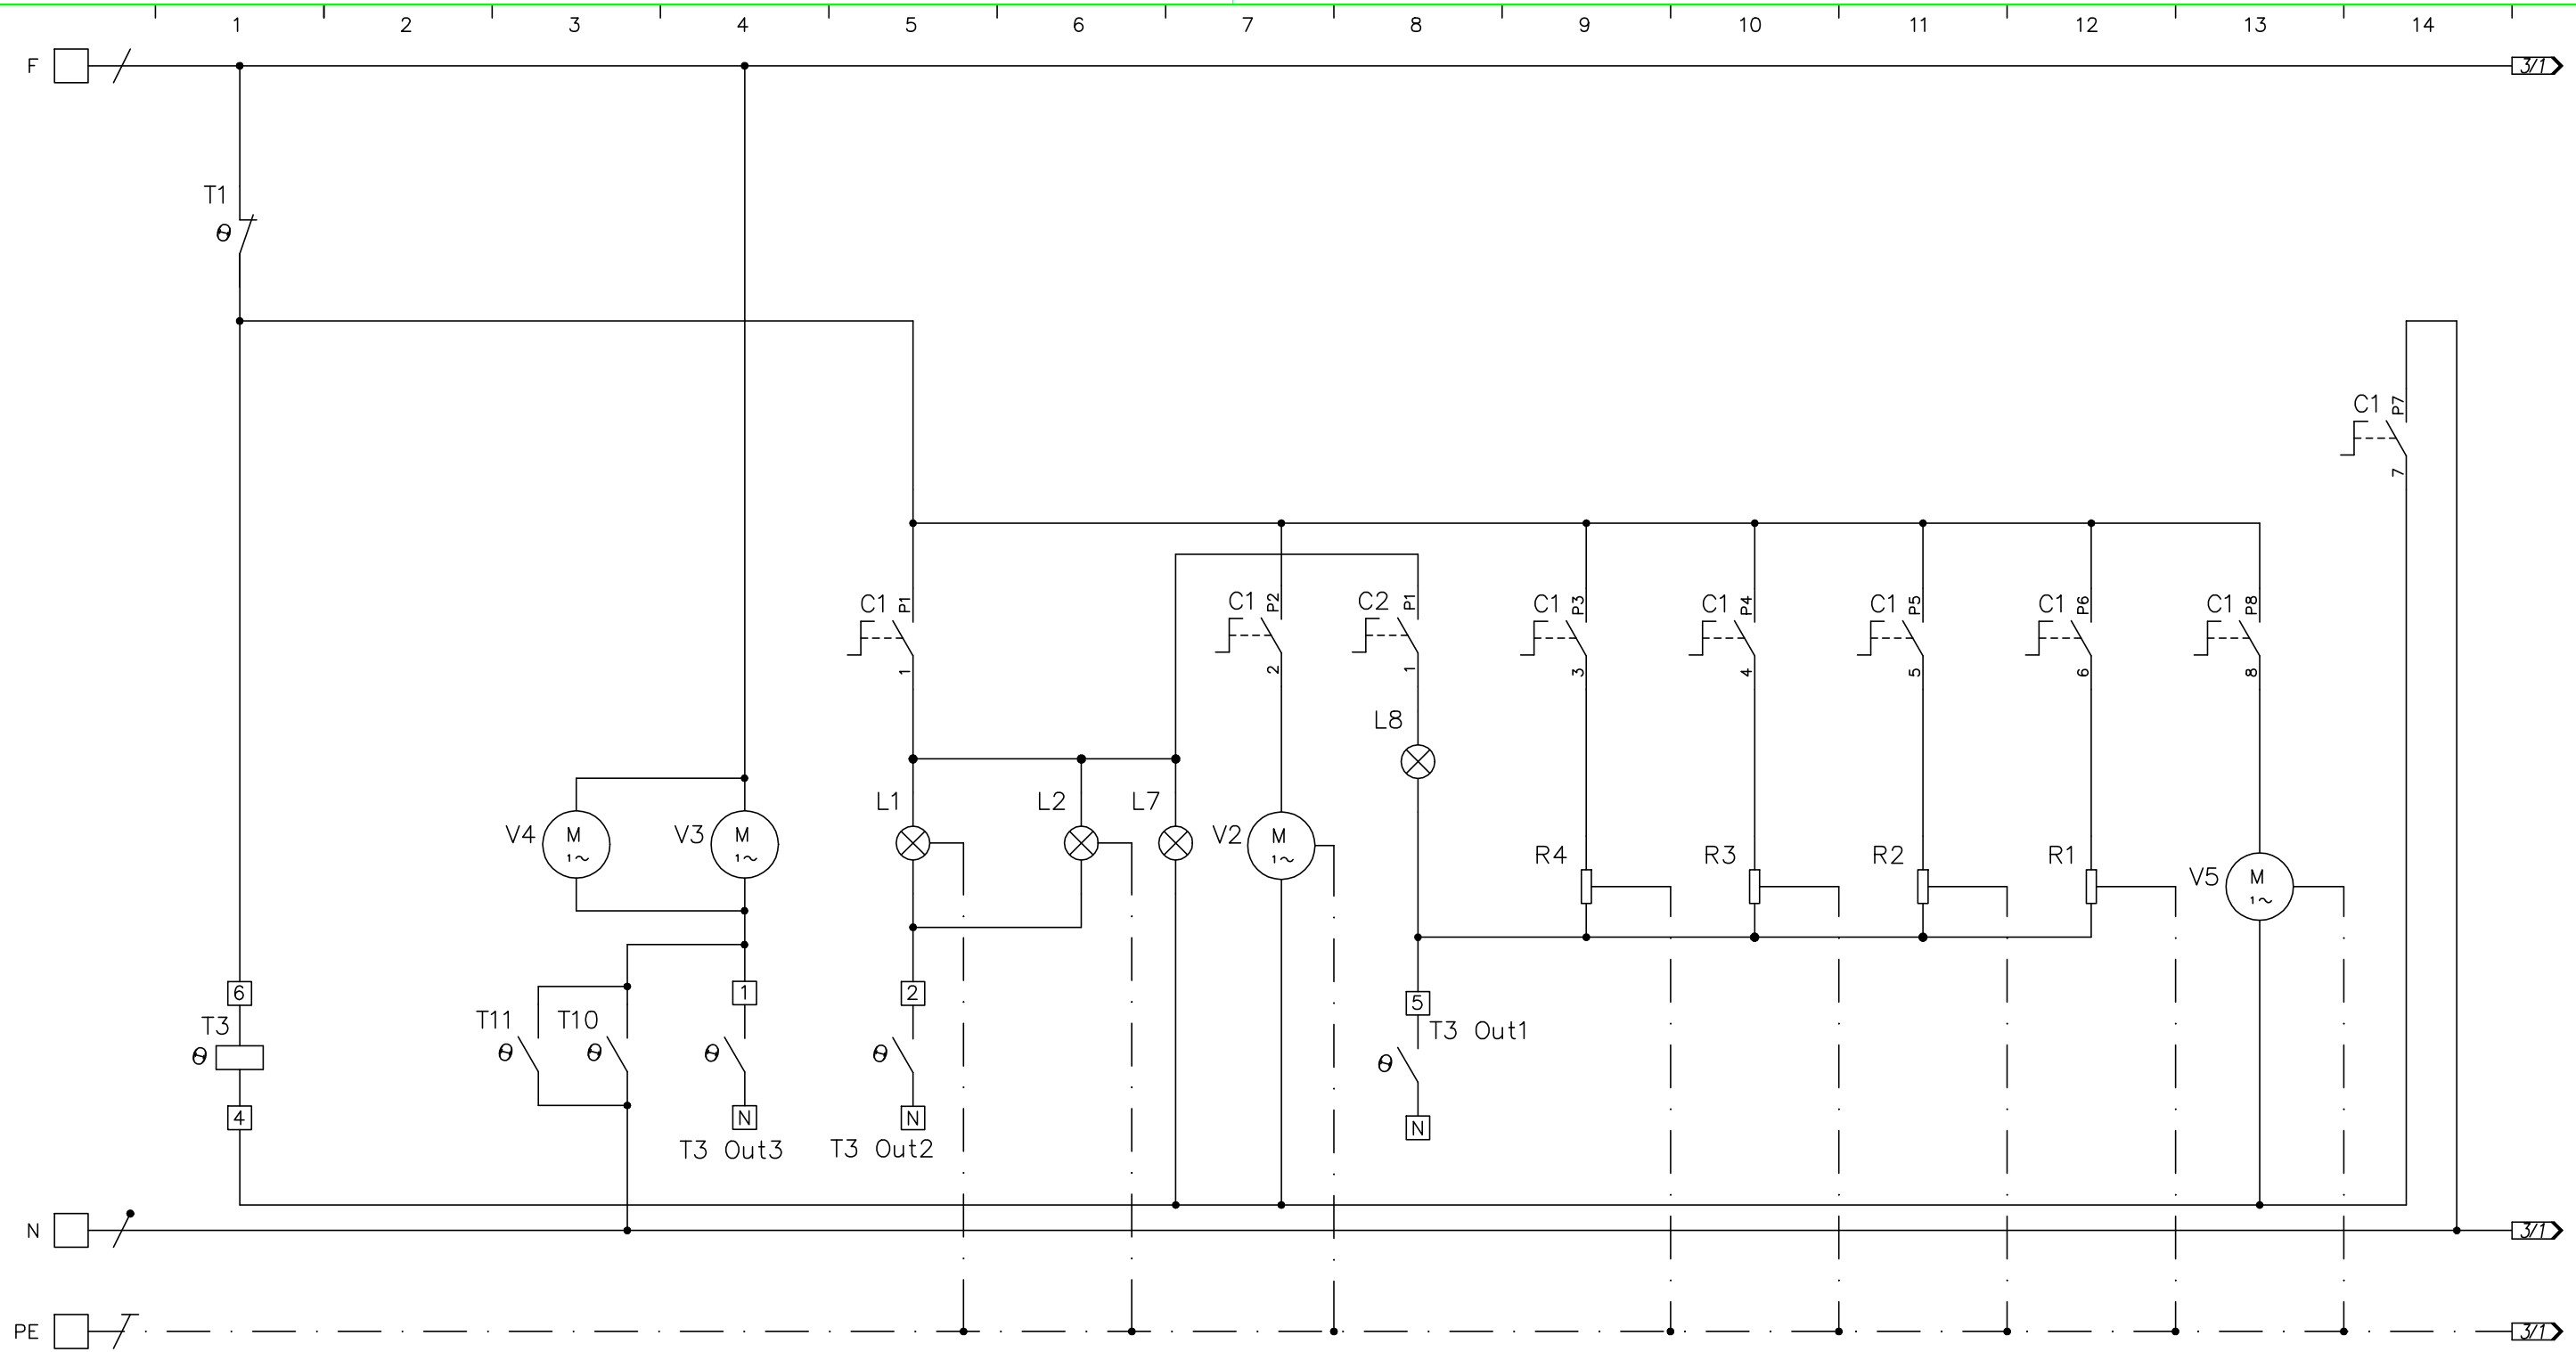 1 2 3 4 5 6 7 8 9 10 11 12 13 14
F 3/1
T1
θ
C1 P7
7
C1 P1 C1 P2 C2 P1 C1 P3 C1 P4 C1 P5 C1 P6 C1 P8
1 2 1 3 4 5 6 8
L8
L1 L2 L7
V4 M 1~ V3 M 1~ V2 M 1~
R4 R3 R2 R1 V5 M 1~
6 1 2 5
T3 T11 T10 T3 Out1
θ θ θ θ θ θ
4 N N N
T3 Out3 T3 Out2
N 3/1
PE 3/1